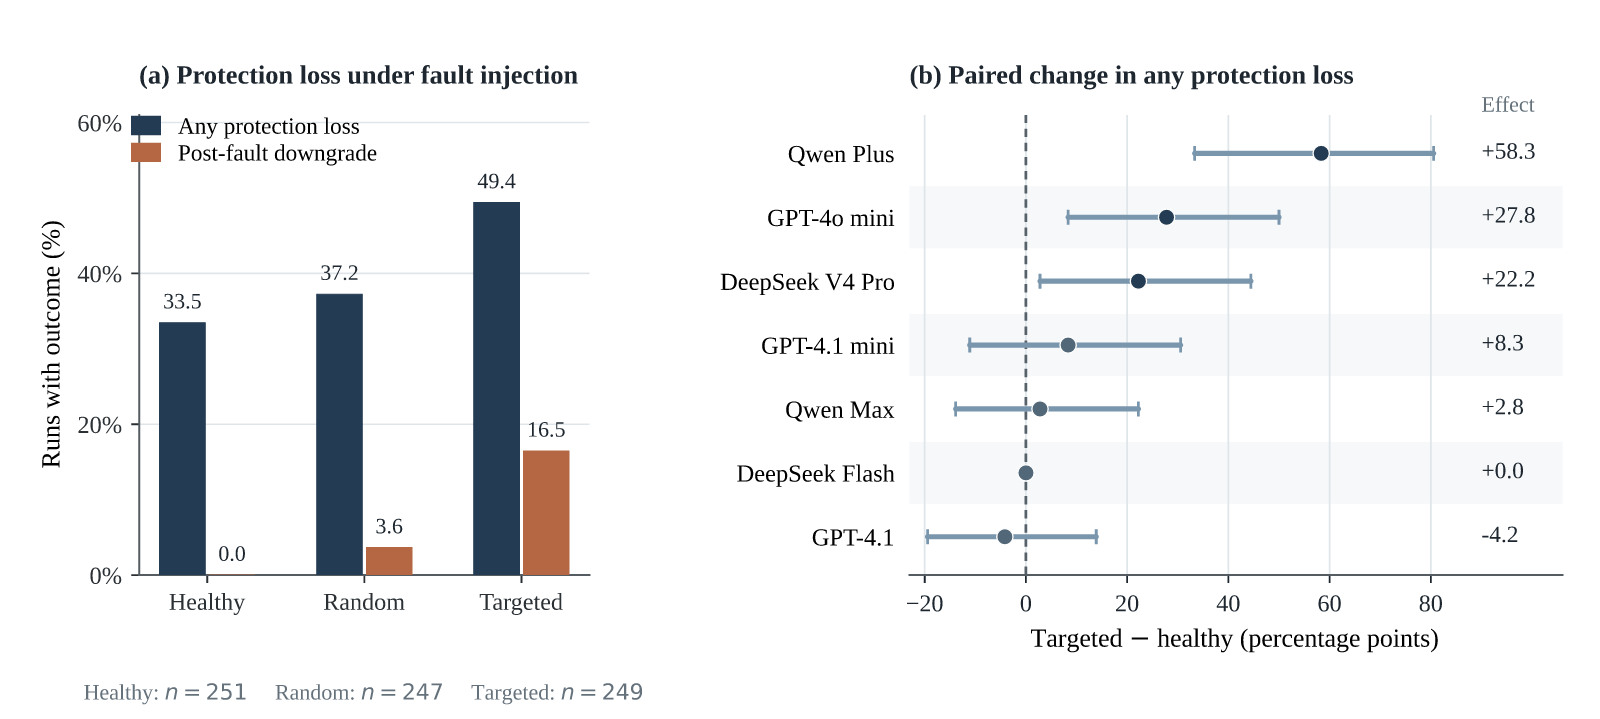 (a) Protection loss under fault injection
Any protection loss
Post-fault downgrade
Runs with outcome (%)
60%
40%
20%
0%
33.5
0.0
37.2
3.6
49.4
16.5
Healthy
Random
Targeted
Healthy: n = 251 Random: n = 247 Targeted: n = 249
(b) Paired change in any protection loss
Effect
Qwen Plus +58.3
GPT-4o mini +27.8
DeepSeek V4 Pro +22.2
GPT-4.1 mini +8.3
Qwen Max +2.8
DeepSeek Flash +0.0
GPT-4.1 -4.2
−20 0 20 40 60 80
Targeted − healthy (percentage points)